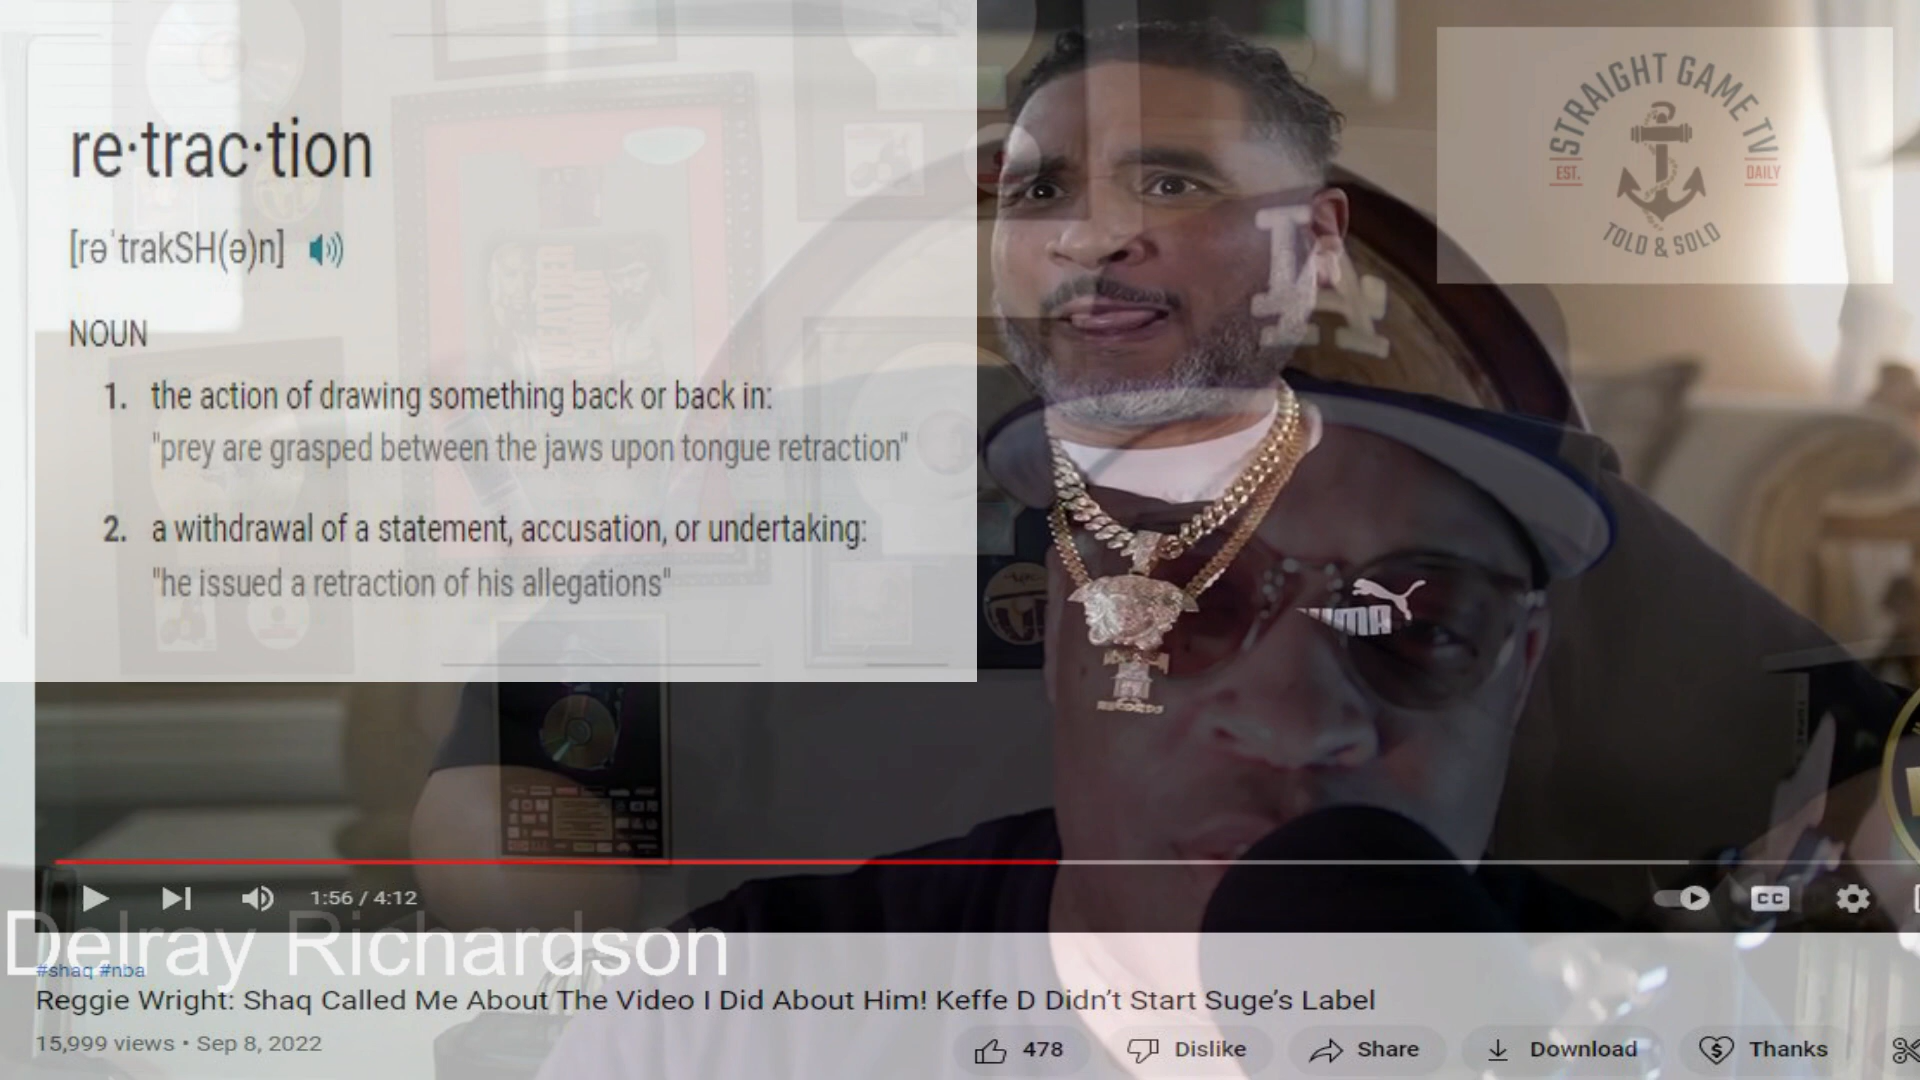 re·trac·tion
[rəˈtrakSH(ə)n]
NOUN
1. the action of drawing something back or back in:
"prey are grasped between the jaws upon tongue retraction"
2. a withdrawal of a statement, accusation, or undertaking:
"he issued a retraction of his allegations"
STRAIGHT GAME TV
EST. DAILY
TOLD & SOLD
LA
PUMA
RECORDS
1:56 / 4:12
CC
Delray Richardson
#shaq #nba
Reggie Wright: Shaq Called Me About The Video I Did About Him! Keffe D Didn’t Start Suge’s Label
15,999 views • Sep 8, 2022
478 Dislike Share Download Thanks